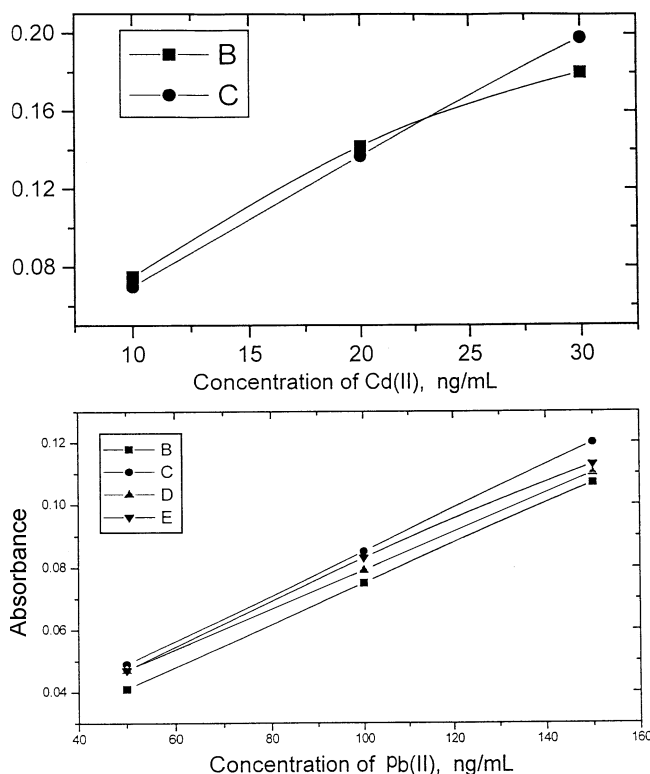 0.20
B
C
0.16
0.12
0.08
10 15 20 25 30
Concentration of Cd(II), ng/mL
B
C
D
E
0.12
0.10
0.08
0.06
0.04
Absorbance
40 60 80 100 120 140 160
Concentration of Pb(II), ng/mL